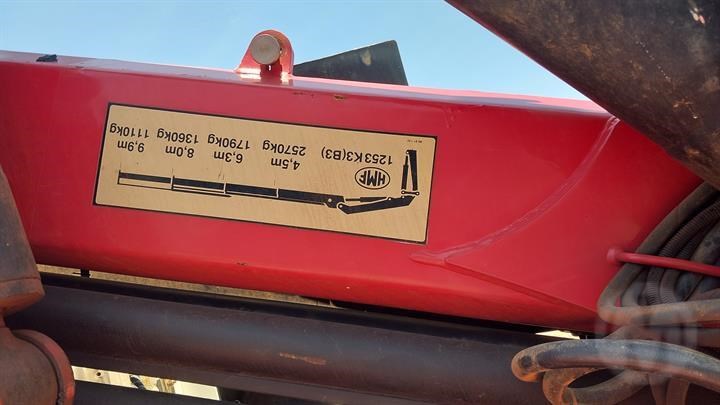 1253K3(B3)
HMF
4,5m 6,3m 8,0m 9,9m
2570kg 1790kg 1360kg 1110kg